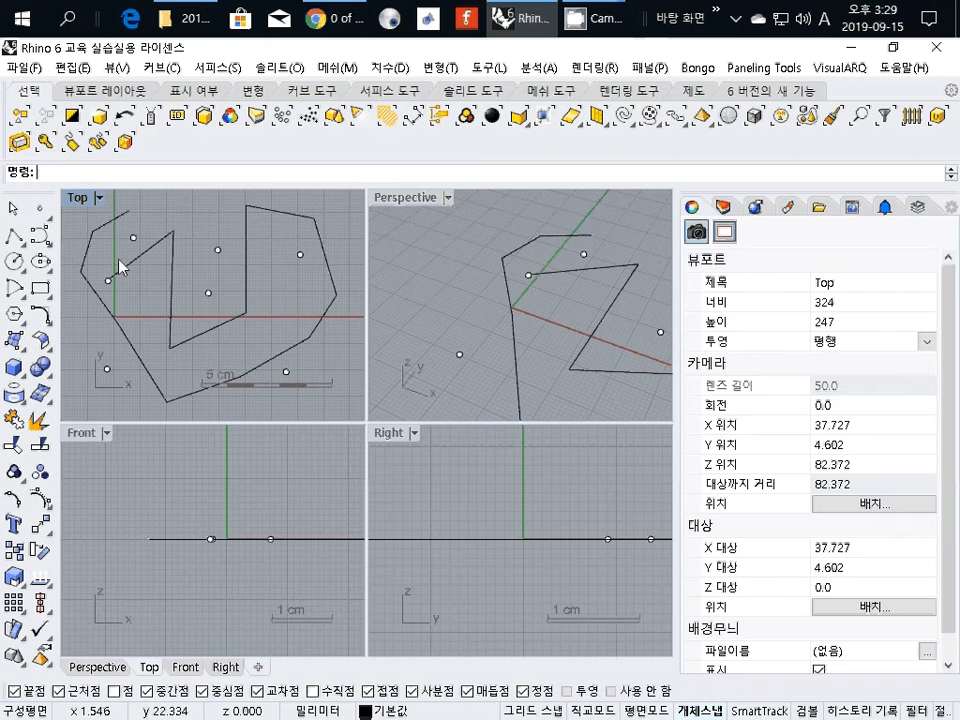 201...
0 of ...
Rhin...
Cam...
바탕 화면
A
오후 3:29
2019-09-15
Rhino 6 교육 실습실용 라이센스
파일(F) 편집(E) 뷰(V) 커브(C) 서피스(S) 솔리트(O) 메쉬(M) 치수(D) 변형(T) 도구(L) 분석(A) 렌더링(R) 패널(P) Bongo Paneling Tools VisualARQ 도움말(H)
선택 뷰포트 레이아웃 표시 여부 변형 커브 도구 서피스 도구 솔리드 도구 메쉬 도구 렌더링 도구 제도 6 버전의 새 기능
명령:
Top
Perspective
뷰포트
제목 Top
너비 324
높이 247
투영 평행
카메라
렌즈 길이 50.0
회전 0.0
X 위치 37.727
Y 위치 4.602
Z 위치 82.372
대상까지 거리 82.372
위치 배치...
대상
X 대상 37.727
Y 대상 4.602
Z 대상 0.0
위치 배치...
배경무늬
파일이름 (없음) ...
표시
y
x
5 cm
z
y
x
Front
Right
z
x
1 cm
z
y
1 cm
Perspective Top Front Right
끝점 근처점 점 중간점 중심점 교차점 수직점 접점 사분점 매듭점 정점 투영 사용 안 함
구성평면 x 1.546 y 22.334 z 0.000 밀리미터 기본값 그리드 스냅 직교모드 평면모드 개체스냅 SmartTrack 검볼 히스토리 기록 필터 절..